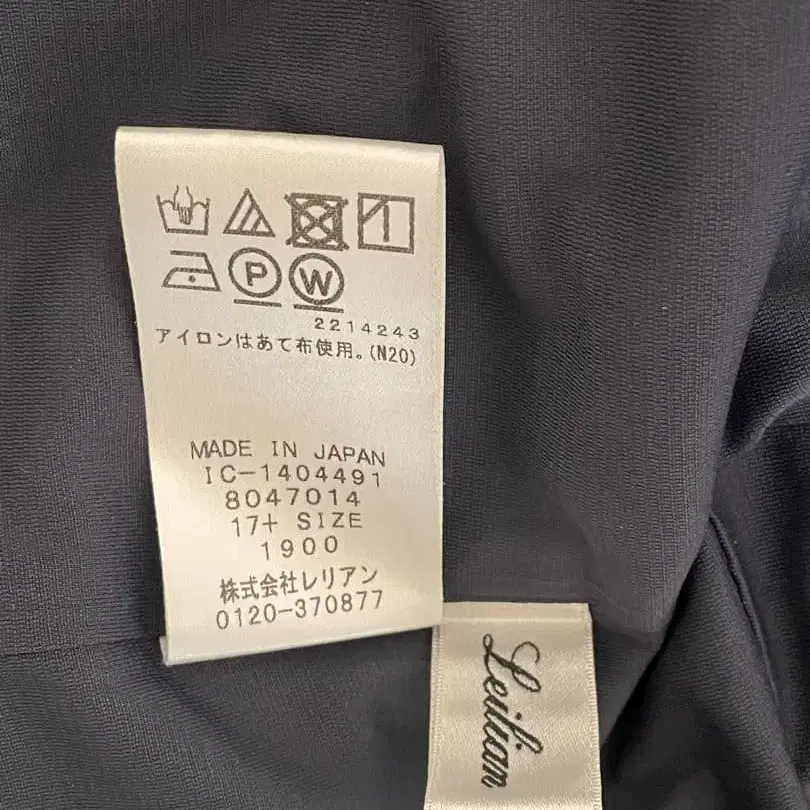 P W
2214243
アイロンはあて布使用。(N20)
MADE IN JAPAN
IC-1404491
8047014
17+ SIZE
1900
株式会社レリアン
0120-370877
Leilian